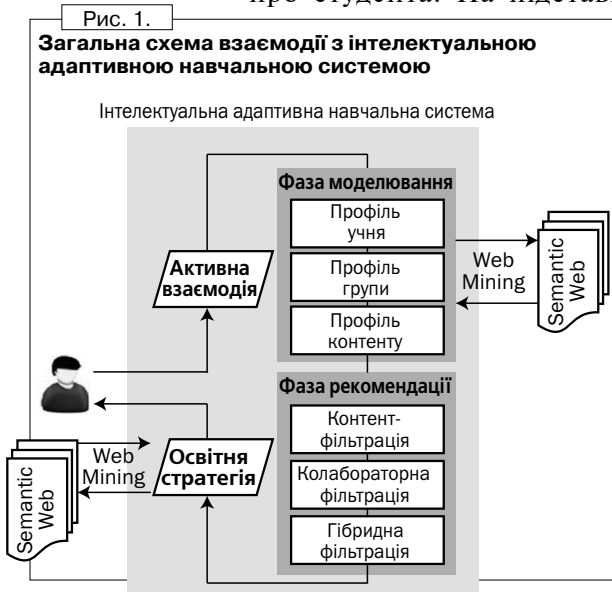 про студента. На підставі
Рис. 1.
Загальна схема взаємодії з інтелектуальною
адаптивною навчальною системою
Інтелектуальна адаптивна навчальна система
Фаза моделювання
Профіль
учня
Профіль
групи
Профіль
контенту
Активна
взаємодія
Web
Mining
Semantic
Web
Фаза рекомендації
Контент-
фільтрація
Колабораторна
фільтрація
Гібридна
фільтрація
Освітня
стратегія
Web
Mining
Semantic
Web